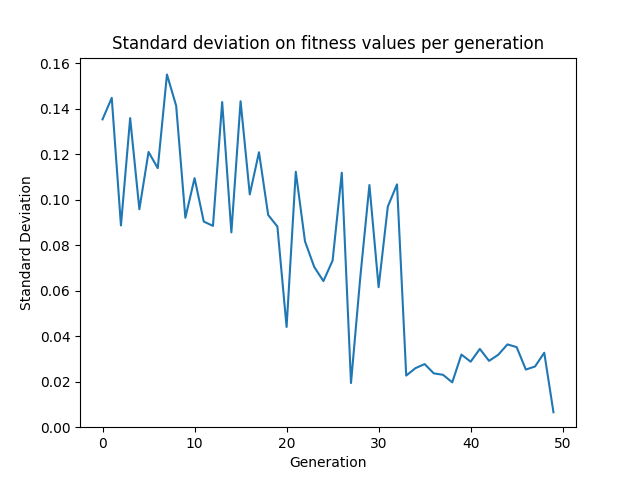 Standard deviation on fitness values per generation
Standard Deviation
0.16
0.14
0.12
0.10
0.08
0.06
0.04
0.02
0.00
0 10 20 30 40 50
Generation